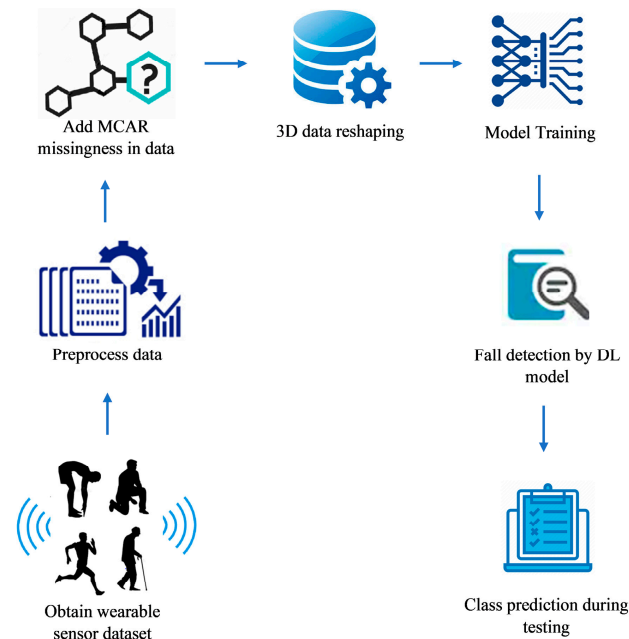 Add MCAR
missingness in data
3D data reshaping
Model Training
Preprocess data
Fall detection by DL
model
Obtain wearable
sensor dataset
Class prediction during
testing
?